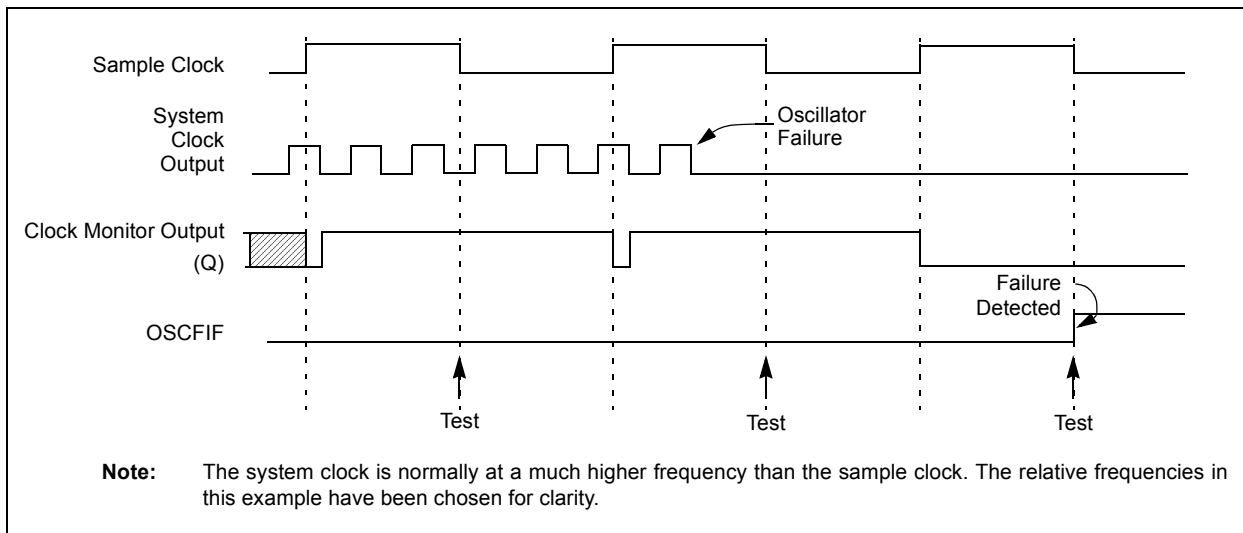 Sample Clock
System
Clock
Output
Oscillator
Failure
Clock Monitor Output
(Q)
Failure
Detected
OSCFIF
Test
Test
Test
Note: The system clock is normally at a much higher frequency than the sample clock. The relative frequencies in
this example have been chosen for clarity.